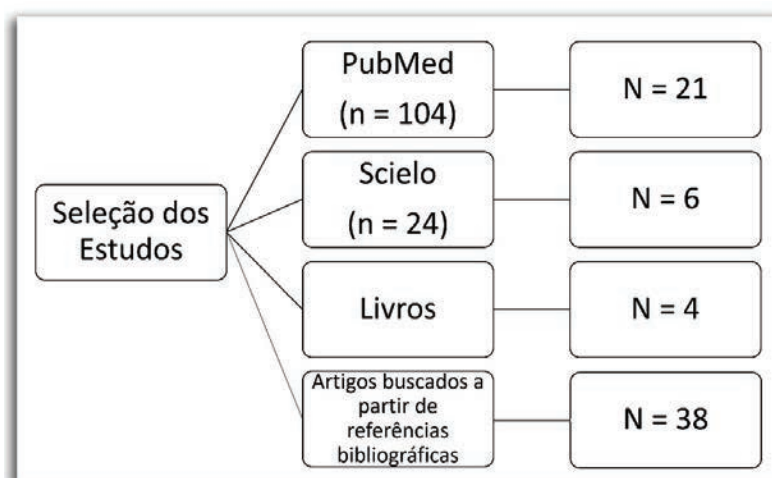 Seleção dos
Estudos
PubMed
(n = 104)
N = 21
Scielo
(n = 24)
N = 6
Livros
N = 4
Artigos buscados a
partir de
referências
bibliográficas
N = 38